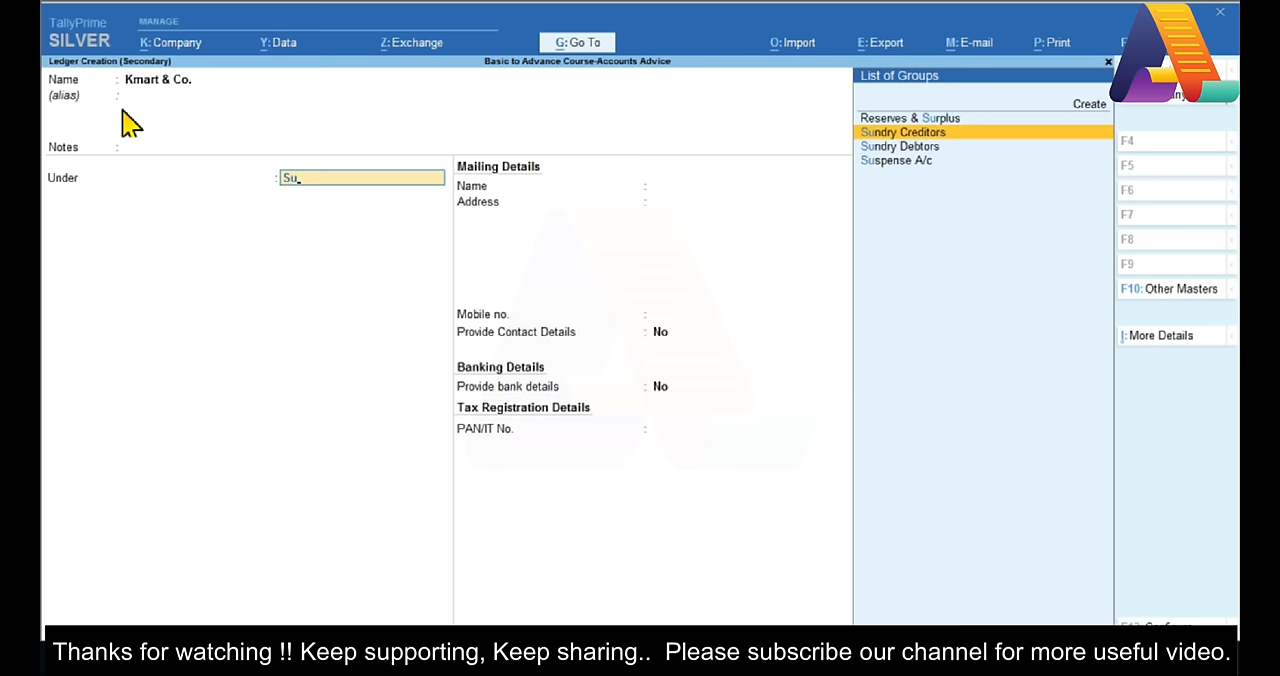 TallyPrime
MANAGE
SILVER
K: Company
Y: Data
Z: Exchange
G: Go To
O: Import
E: Export
M: E-mail
P: Print
Ledger Creation (Secondary)
Basic to Advance Course-Accounts Advice
×
Name : Kmart & Co.
(alias) :
Notes :
Under : Su
Mailing Details
Name :
Address :
Mobile no. :
Provide Contact Details : No
Banking Details
Provide bank details : No
Tax Registration Details
PAN/IT No. :
List of Groups
Create
Reserves & Surplus
Sundry Creditors
Sundry Debtors
Suspense A/c
F4
F5
F6
F7
F8
F9
F10: Other Masters
I: More Details
Thanks for watching !! Keep supporting, Keep sharing.. Please subscribe our channel for more useful video.